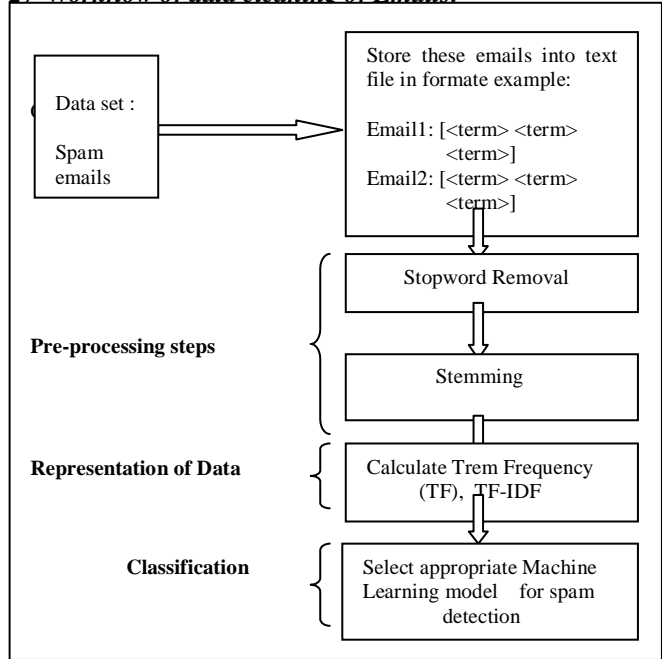 Data set :
Spam
emails
Store these emails into text
file in formate example:
Email1: [<term> <term>
<term>]
Email2: [<term> <term>
<term>]
Stopword Removal
Pre-processing steps
Stemming
Representation of Data
Calculate Trem Frequency
(TF), TF-IDF
Classification
Select appropriate Machine
Learning model for spam
detection